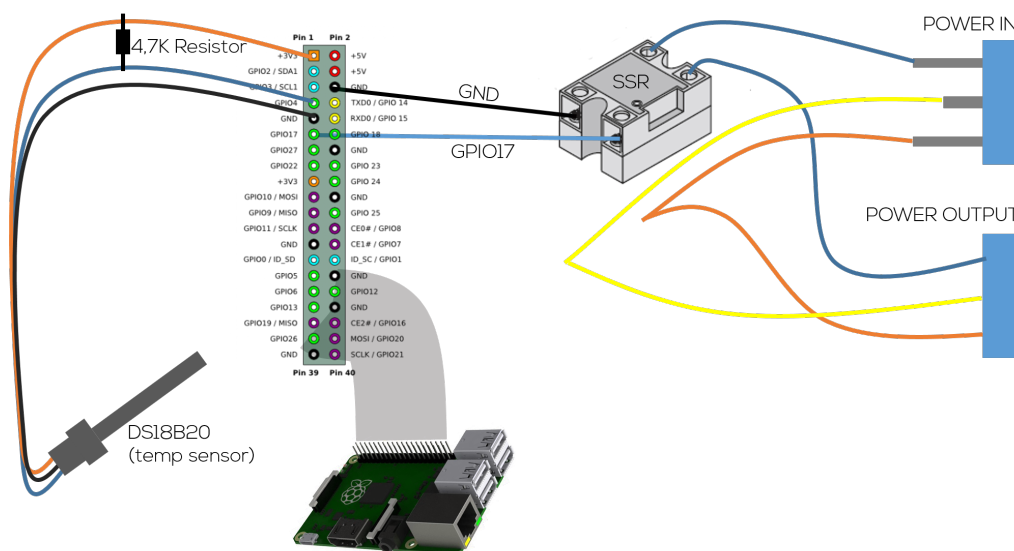 POWER IN
4,7K Resistor
Pin 1 Pin 2
+3V3 +5V
GPIO2 / SDA1 +5V
GPIO3 / SCL1 GND
GPIO4 TXD0 / GPIO 14
GND RXD0 / GPIO 15
GPIO17 GPIO 18
GPIO27 GND
GPIO22 GPIO 23
+3V3 GPIO 24
GPIO10 / MOSI GND
GPIO9 / MISO GPIO 25
GPIO11 / SCLK CE0# / GPIO8
GND CE1# / GPIO7
GPIO0 / ID_SD ID_SC / GPIO1
GPIO5 GND
GPIO6 GPIO12
GPIO13 GND
GPIO19 / MISO CE2# / GPIO16
GPIO26 MOSI / GPIO20
GND SCLK / GPIO21
Pin 39 Pin 40
SSR
GND
GPIO17
POWER OUTPUT
DS18B20
(temp sensor)